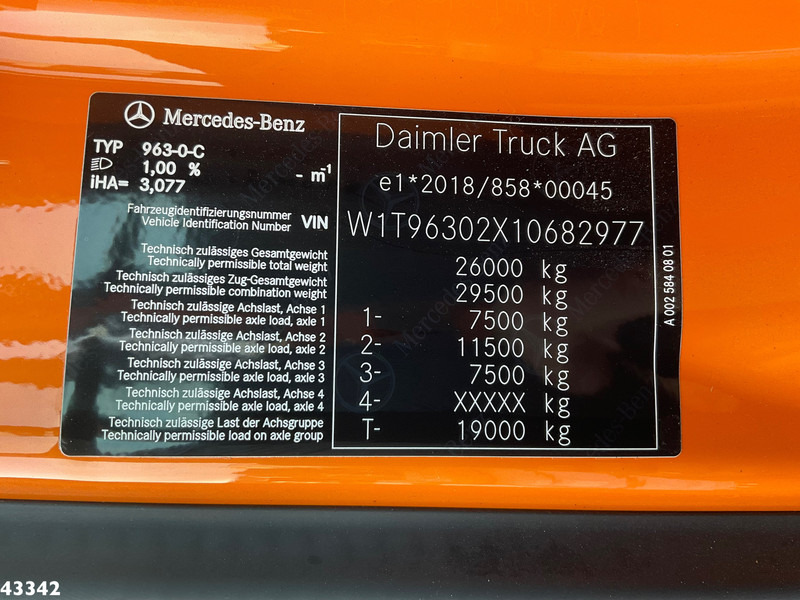 Mercedes-Benz
TYP 963-0-C
1,00 % - m⁻¹
iHA= 3,077
Daimler Truck AG
e1*2018/858*00045
Fahrzeugidentifizierungsnummer
Vehicle Identification Number VIN W1T96302X10682977
Technisch zulässiges Gesamtgewicht
Technically permissible total weight 26000 kg
Technisch zulässiges Zug-Gesamtgewicht
Technically permissible combination weight 29500 kg
Technisch zulässige Achslast, Achse 1
Technically permissible axle load, axle 1 1- 7500 kg
Technisch zulässige Achslast, Achse 2
Technically permissible axle load, axle 2 2- 11500 kg
Technisch zulässige Achslast, Achse 3
Technically permissible axle load, axle 3 3- 7500 kg
Technisch zulässige Achslast, Achse 4
Technically permissible axle load, axle 4 4- XXXXX kg
Technisch zulässige Last der Achsgruppe
Technically permissible load on axle group T- 19000 kg
A 002 584 08 01
43342